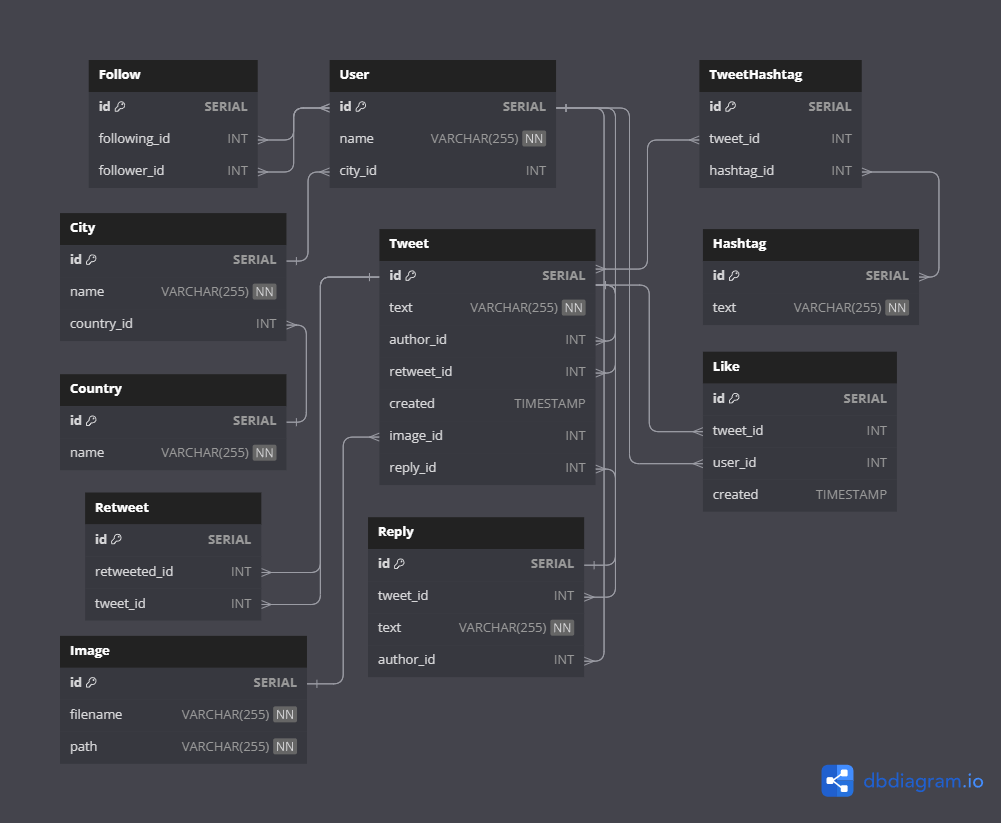 Follow
id SERIAL
following_id INT
follower_id INT
User
id SERIAL
name VARCHAR(255) NN
city_id INT
TweetHashtag
id SERIAL
tweet_id INT
hashtag_id INT
City
id SERIAL
name VARCHAR(255) NN
country_id INT
Tweet
id SERIAL
text VARCHAR(255) NN
author_id INT
retweet_id INT
created TIMESTAMP
image_id INT
reply_id INT
Hashtag
id SERIAL
text VARCHAR(255) NN
Country
id SERIAL
name VARCHAR(255) NN
Like
id SERIAL
tweet_id INT
user_id INT
created TIMESTAMP
Retweet
id SERIAL
retweeted_id INT
tweet_id INT
Reply
id SERIAL
tweet_id INT
text VARCHAR(255) NN
author_id INT
Image
id SERIAL
filename VARCHAR(255) NN
path VARCHAR(255) NN
dbdiagram.io